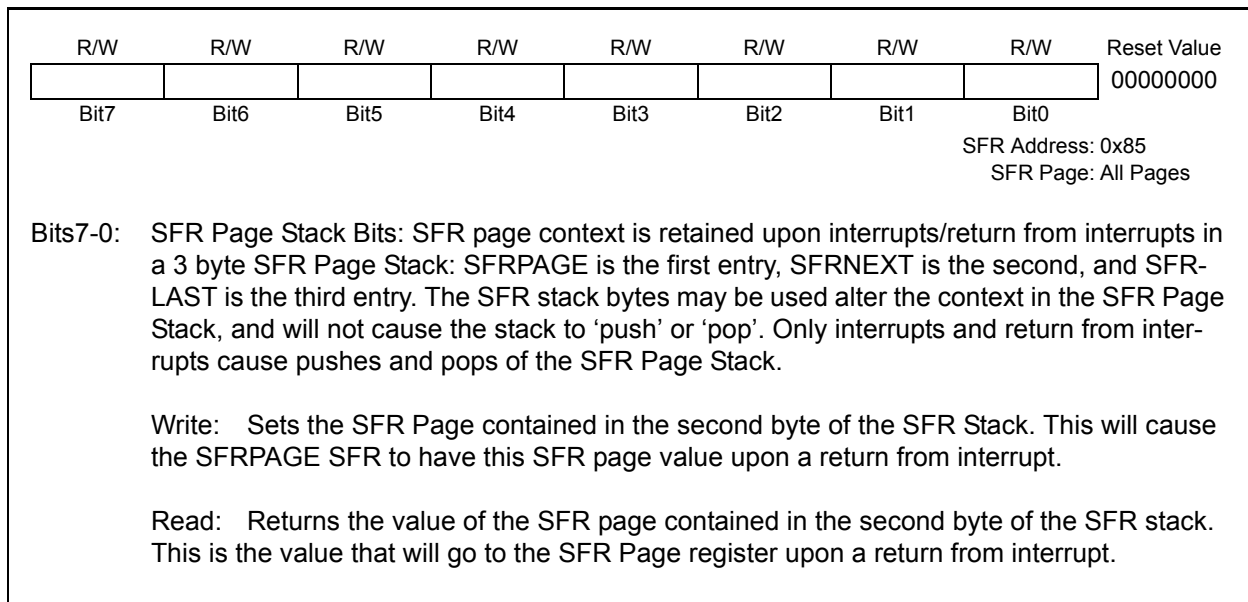 R/W R/W R/W R/W R/W R/W R/W R/W Reset Value
00000000
Bit7 Bit6 Bit5 Bit4 Bit3 Bit2 Bit1 Bit0
SFR Address: 0x85
SFR Page: All Pages
Bits7-0: SFR Page Stack Bits: SFR page context is retained upon interrupts/return from interrupts in
a 3 byte SFR Page Stack: SFRPAGE is the first entry, SFRNEXT is the second, and SFR-
LAST is the third entry. The SFR stack bytes may be used alter the context in the SFR Page
Stack, and will not cause the stack to ‘push’ or ‘pop’. Only interrupts and return from inter-
rupts cause pushes and pops of the SFR Page Stack.
Write: Sets the SFR Page contained in the second byte of the SFR Stack. This will cause
the SFRPAGE SFR to have this SFR page value upon a return from interrupt.
Read: Returns the value of the SFR page contained in the second byte of the SFR stack.
This is the value that will go to the SFR Page register upon a return from interrupt.